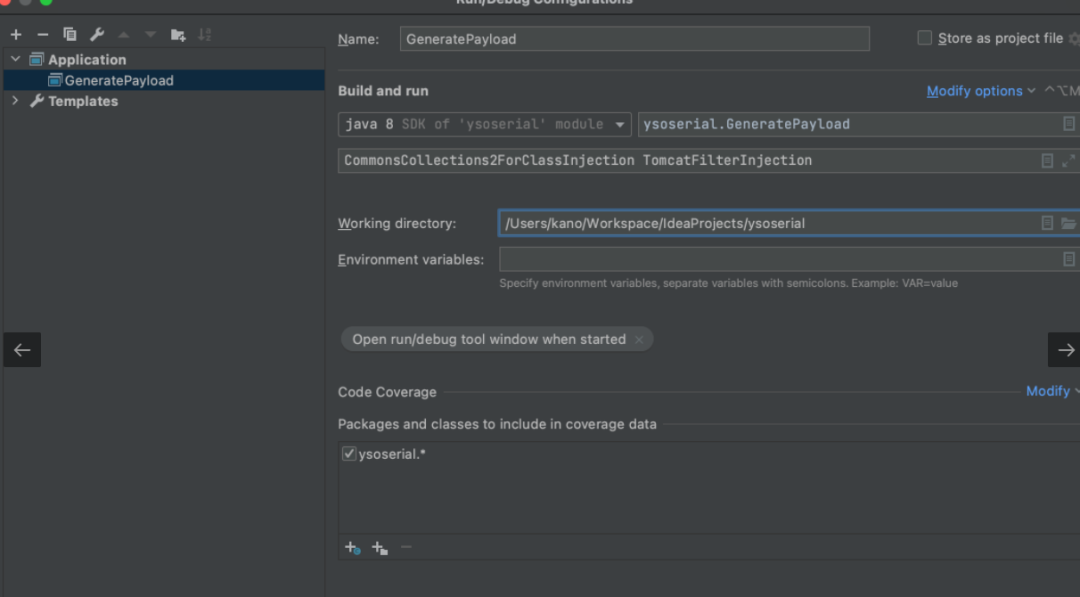 Run/Debug Configurations
Name: GeneratePayload Store as project file
Application
GeneratePayload
Templates
Build and run Modify options ^⌥M
java 8 SDK of 'ysoserial' module ysoserial.GeneratePayload
CommonsCollections2ForClassInjection TomcatFilterInjection
Working directory: /Users/kano/Workspace/IdeaProjects/ysoserial
Environment variables:
Specify environment variables, separate variables with semicolons. Example: VAR=value
Open run/debug tool window when started ×
Code Coverage Modify
Packages and classes to include in coverage data
ysoserial.*